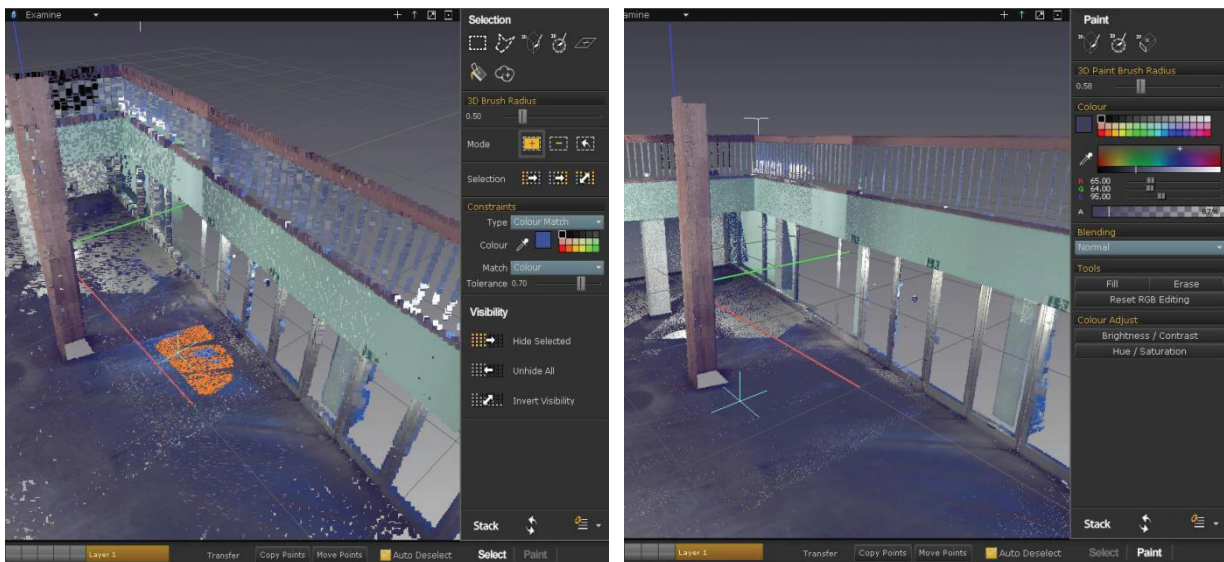 Examine
Selection
3D Brush Radius
0.50
Mode
Selection
Constraints
Type Colour Match
Colour
Match Colour
Tolerance 0.70
Visibility
Hide Selected
Unhide All
Invert Visibility
Stack
Layer 1 Transfer Copy Points Move Points Auto Deselect Select Paint
amine
Paint
3D Paint Brush Radius
0.58
Colour
R 65.00
G 64.00
95.00
A 67%
Blending
Normal
Tools
Fill Erase
Reset RGB Editing
Colour Adjust
Brightness / Contrast
Hue / Saturation
Stack
Layer 1 Transfer Copy Points Move Points Auto Deselect Select Paint